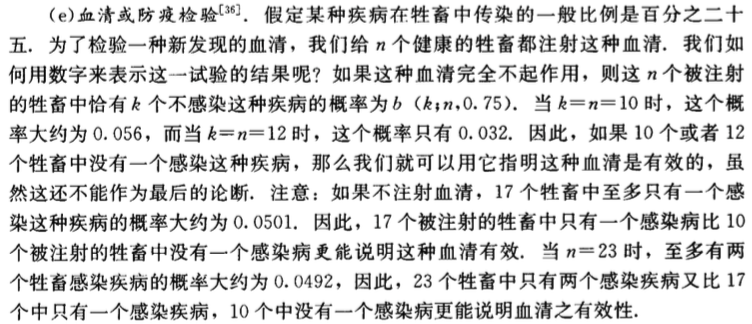 (e)血清或防疫检验[36]. 假定某种疾病在牲畜中传染的一般比例是百分之二十
五. 为了检验一种新发现的血清, 我们给 n 个健康的牲畜都注射这种血清. 我们如
何用数字来表示这一试验的结果呢? 如果这种血清完全不起作用, 则这 n 个被注射
的牲畜中恰有 k 个不感染这种疾病的概率为 b (k;n,0.75). 当 k=n=10 时, 这个概
率大约为 0.056, 而当 k=n=12 时, 这个概率只有 0.032. 因此, 如果 10 个或者 12
个牲畜中没有一个感染这种疾病, 那么我们就可以用它指明这种血清是有效的, 虽
然这还不能作为最后的论断. 注意: 如果不注射血清, 17 个牲畜中至多只有一个感
染这种疾病的概率大约为 0.0501. 因此, 17 个被注射的牲畜中只有一个感染病比 10
个被注射的牲畜中没有一个感染病更能说明这种血清有效. 当 n=23 时, 至多有两
个牲畜感染疾病的概率大约为 0.0492, 因此, 23 个牲畜中只有两个感染疾病又比 17
个中只有一个感染疾病, 10 个中没有一个感染病更能说明血清之有效性.